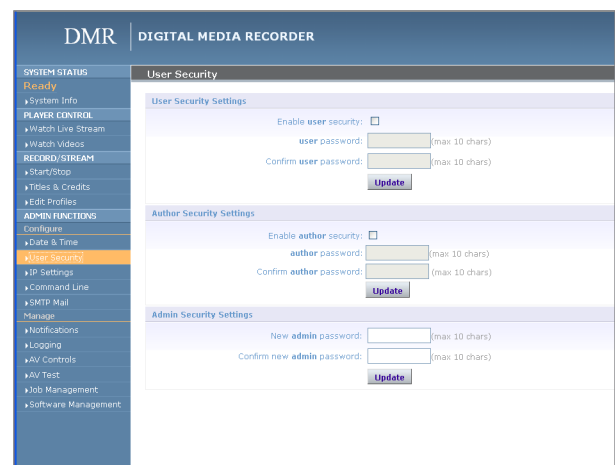 DMR DIGITAL MEDIA RECORDER
SYSTEM STATUS
Ready
System Info
PLAYER CONTROL
Watch Live Stream
Watch Videos
RECORD/STREAM
Start/Stop
Titles & Credits
Edit Profiles
ADMIN FUNCTIONS
Configure
Date & Time
User Security
IP Settings
Command Line
SMTP Mail
Manage
Notifications
Logging
AV Controls
AV Test
Job Management
Software Management
User Security
User Security Settings
Enable user security:
user password: (max 10 chars)
Confirm user password: (max 10 chars)
Update
Author Security Settings
Enable author security:
author password: (max 10 chars)
Confirm author password: (max 10 chars)
Update
Admin Security Settings
New admin password: (max 10 chars)
Confirm new admin password: (max 10 chars)
Update